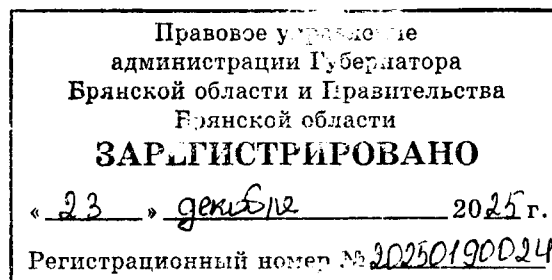 Правовое управление
администрации Губернатора
Брянской области и Правительства
Брянской области
ЗАРЕГИСТРИРОВАНО
« 23 » декабря 2025 г.
Регистрационный номер № 20250190024